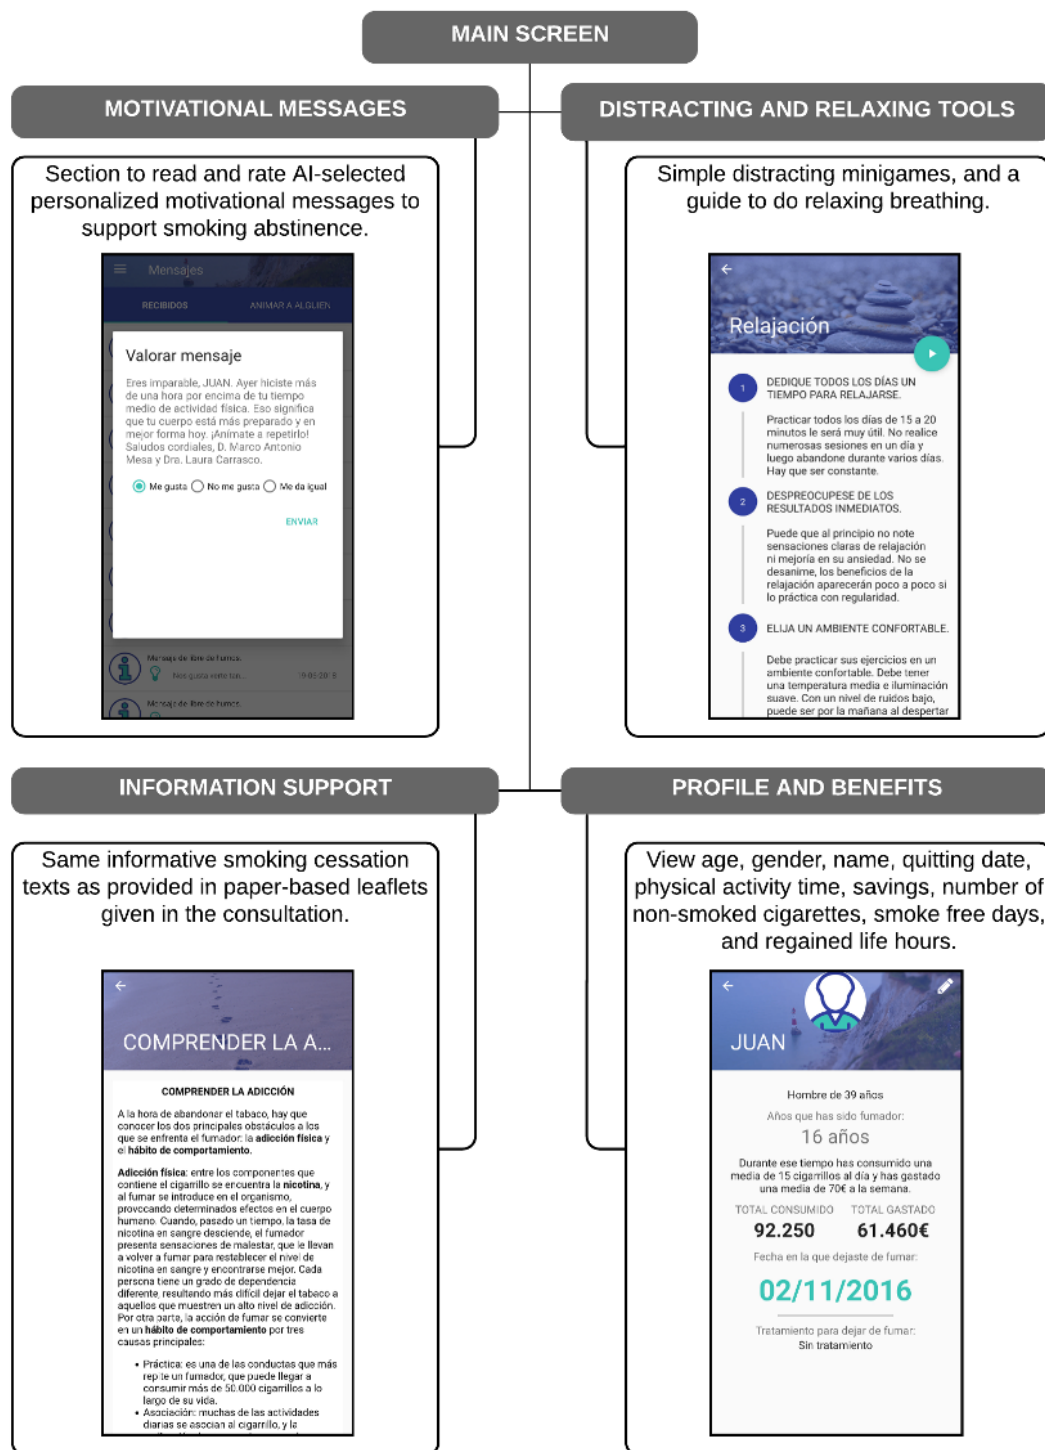 MAIN SCREEN
MOTIVATIONAL MESSAGES
Section to read and rate AI-selected
personalized motivational messages to
support smoking abstinence.
Mensajes
RECIBIDOS
ANIMAR A ALGUIEN
Valorar mensaje
Eres imparable, JUAN. Ayer hiciste más
de una hora por encima de tu tiempo
medio de actividad física. Eso significa
que tu cuerpo está más preparado y en
mejor forma hoy. ¡Anímate a repetirlo!
Saludos cordiales, D. Marco Antonio
Mesa y Dra. Laura Carrasco.
Me gusta No me gusta Me da igual
ENVIAR
Mensaje de libre de humos.
Nos gusta verte tan...
19-05-2016
Mensaje de libre de humos.
DISTRACTING AND RELAXING TOOLS
Simple distracting minigames, and a
guide to do relaxing breathing.
Relajación
1 DEDIQUE TODOS LOS DÍAS UN
TIEMPO PARA RELAJARSE.
Practicar todos los días de 15 a 20
minutos le será muy útil. No realice
numerosas sesiones en un día y
luego abandone durante varios días.
Hay que ser constante.
2 DESPREOCUPESE DE LOS
RESULTADOS INMEDIATOS.
Puede que al principio no note
sensaciones claras de relajación
ni mejoría en su ansiedad. No se
desanime, los beneficios de la
relajación aparecerán poco a poco si
lo práctica con regularidad.
3 ELIJA UN AMBIENTE CONFORTABLE.
Debe practicar sus ejercicios en un
ambiente confortable. Debe tener
una temperatura media e iluminación
suave. Con un nivel de ruidos bajo,
puede ser por la mañana al despertar
INFORMATION SUPPORT
Same informative smoking cessation
texts as provided in paper-based leaflets
given in the consultation.
COMPRENDER LA A...
COMPRENDER LA ADICCIÓN
A la hora de abandonar el tabaco, hay que
conocer los dos principales obstáculos a los
que se enfrenta el fumador: la adicción física y
el hábito de comportamiento.
Adicción física: entre los componentes que
contiene el cigarrillo se encuentra la nicotina, y
al fumar se introduce en el organismo,
provocando determinados efectos en el cuerpo
humano. Cuando, pasado un tiempo, la tasa de
nicotina en sangre desciende, el fumador
presenta sensaciones de malestar, que le llevan
a volver a fumar para restablecer el nivel de
nicotina en sangre y encontrarse mejor. Cada
persona tiene un grado de dependencia
diferente, resultando más difícil dejar el tabaco a
aquellos que muestren un alto nivel de adicción.
Por otra parte, la acción de fumar se convierte
en un hábito de comportamiento por tres
causas principales:
• Práctica: es una de las conductas que más
repite un fumador, que puede llegar a
consumir más de 50.000 cigarrillos a lo
largo de su vida.
• Asociación: muchas de las actividades
diarias se asocian al cigarrillo, y la
PROFILE AND BENEFITS
View age, gender, name, quitting date,
physical activity time, savings, number of
non-smoked cigarettes, smoke free days,
and regained life hours.
JUAN
Hombre de 39 años
Años que has sido fumador:
16 años
Durante ese tiempo has consumido una
media de 15 cigarrillos al día y has gastado
una media de 70€ a la semana.
TOTAL CONSUMIDO TOTAL GASTADO
92.250 61.460€
Fecha en la que dejaste de fumar:
02/11/2016
Tratamiento para dejar de fumar:
Sin tratamiento